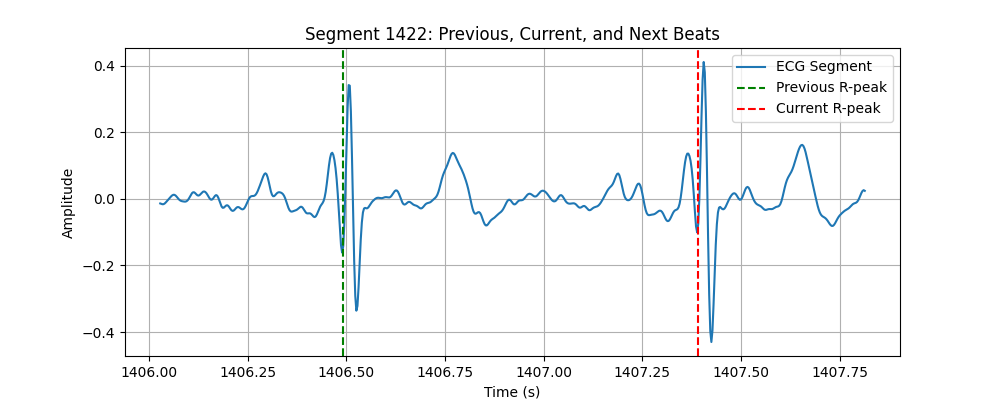 Segment 1422: Previous, Current, and Next Beats
ECG Segment
Previous R-peak
Current R-peak
Amplitude
0.4
0.2
0.0
−0.2
−0.4
1406.00 1406.25 1406.50 1406.75 1407.00 1407.25 1407.50 1407.75
Time (s)